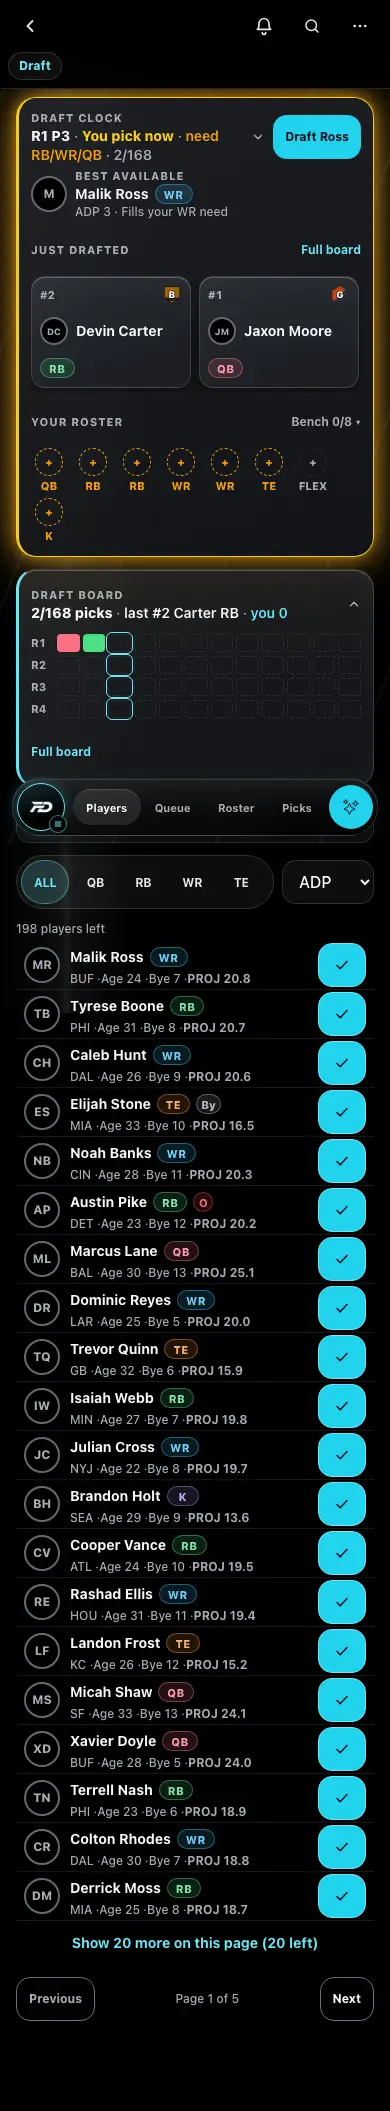 Draft
DRAFT CLOCK
R1 P3 · You pick now · need
RB/WR/QB · 2/168
Draft Ross
M
BEST AVAILABLE
Malik Ross WR
ADP 3 · Fills your WR need
JUST DRAFTED
Full board
#2 B
DC Devin Carter
RB
#1 G
JM Jaxon Moore
QB
YOUR ROSTER
Bench 0/8
+ + + + + + +
QB RB RB WR WR TE FLEX
+
K
DRAFT BOARD
2/168 picks · last #2 Carter RB · you 0
R1
R2
R3
R4
Full board
FD Players Queue Roster Picks
ALL QB RB WR TE ADP
198 players left
MR Malik Ross WR
BUF ·Age 24 ·Bye 7 ·PROJ 20.8
TB Tyrese Boone RB
PHI ·Age 31 ·Bye 8 ·PROJ 20.7
CH Caleb Hunt WR
DAL ·Age 26 ·Bye 9 ·PROJ 20.6
ES Elijah Stone TE By
MIA ·Age 33 ·Bye 10 ·PROJ 16.5
NB Noah Banks WR
CIN ·Age 28 ·Bye 11 ·PROJ 20.3
AP Austin Pike RB O
DET ·Age 23 ·Bye 12 ·PROJ 20.2
ML Marcus Lane QB
BAL ·Age 30 ·Bye 13 ·PROJ 25.1
DR Dominic Reyes WR
LAR ·Age 25 ·Bye 5 ·PROJ 20.0
TQ Trevor Quinn TE
GB ·Age 32 ·Bye 6 ·PROJ 15.9
IW Isaiah Webb RB
MIN ·Age 27 ·Bye 7 ·PROJ 19.8
JC Julian Cross WR
NYJ ·Age 22 ·Bye 8 ·PROJ 19.7
BH Brandon Holt K
SEA ·Age 29 ·Bye 9 ·PROJ 13.6
CV Cooper Vance RB
ATL ·Age 24 ·Bye 10 ·PROJ 19.5
RE Rashad Ellis WR
HOU ·Age 31 ·Bye 11 ·PROJ 19.4
LF Landon Frost TE
KC ·Age 26 ·Bye 12 ·PROJ 15.2
MS Micah Shaw QB
SF ·Age 33 ·Bye 13 ·PROJ 24.1
XD Xavier Doyle QB
BUF ·Age 28 ·Bye 5 ·PROJ 24.0
TN Terrell Nash RB
PHI ·Age 23 ·Bye 6 ·PROJ 18.9
CR Colton Rhodes WR
DAL ·Age 30 ·Bye 7 ·PROJ 18.8
DM Derrick Moss RB
MIA ·Age 25 ·Bye 8 ·PROJ 18.7
Show 20 more on this page (20 left)
Previous Page 1 of 5 Next